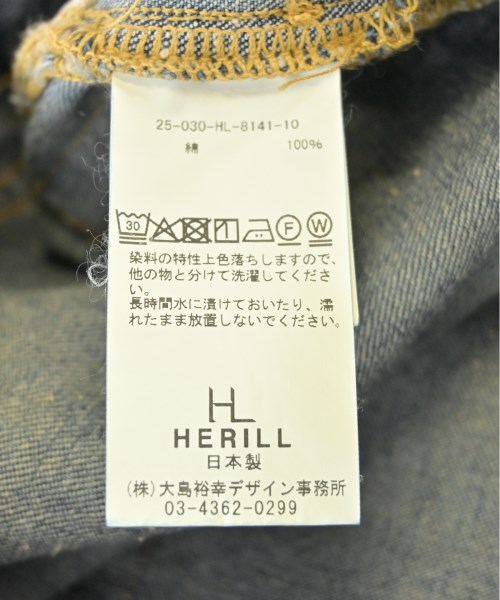 25-030-HL-8141-10
綿 100%
30 F W
染料の特性上色落ちしますので、
他の物と分けて洗濯してくださ
い。
長時間水に漬けておいたり、濡
れたまま放置しないでください。
HL
HERILL
日本製
(株)大島裕幸デザイン事務所
03-4362-0299